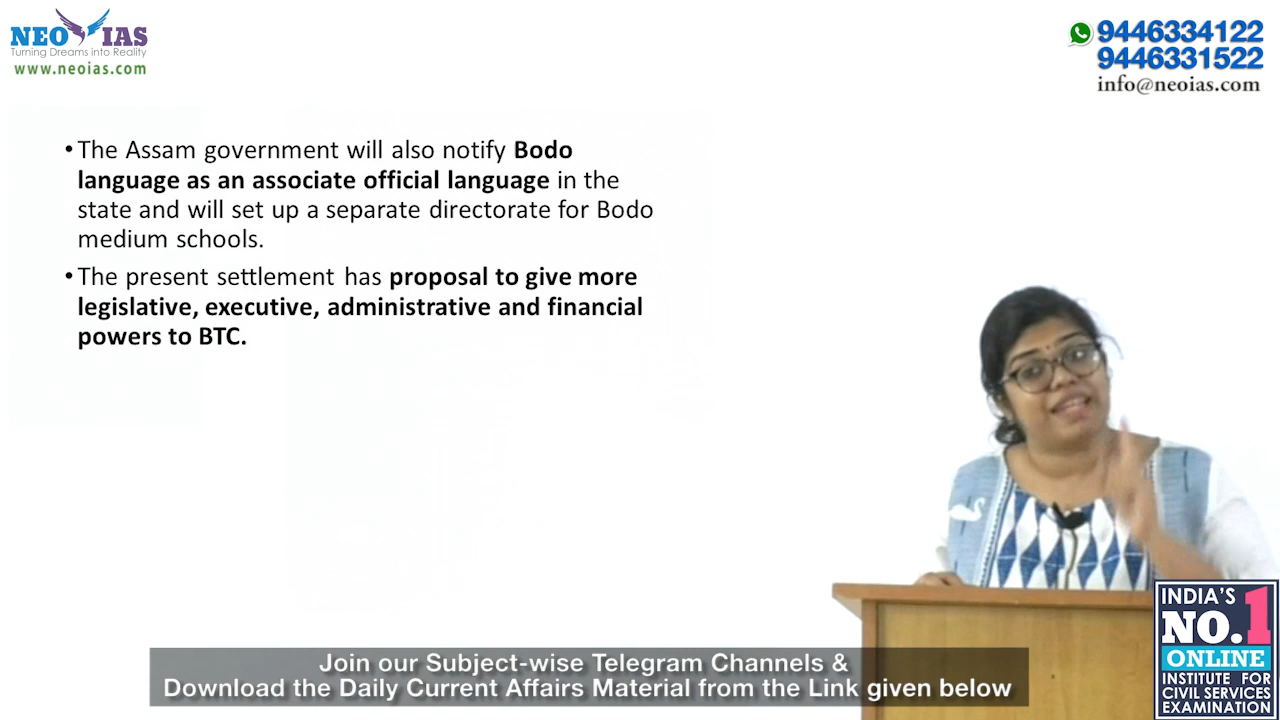 NEO IAS
Turning Dreams into Reality
www.neoias.com
9446334122
9446331522
info@neoias.com
•The Assam government will also notify Bodo
language as an associate official language in the
state and will set up a separate directorate for Bodo
medium schools.
•The present settlement has proposal to give more
legislative, executive, administrative and financial
powers to BTC.
Join our Subject-wise Telegram Channels &
Download the Daily Current Affairs Material from the Link given below
INDIA'S
NO.1
ONLINE
INSTITUTE FOR
CIVIL SERVICES
EXAMINATION